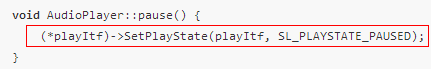 void AudioPlayer::pause() {
(*playItf)->SetPlayState(playItf, SL_PLAYSTATE_PAUSED);
}